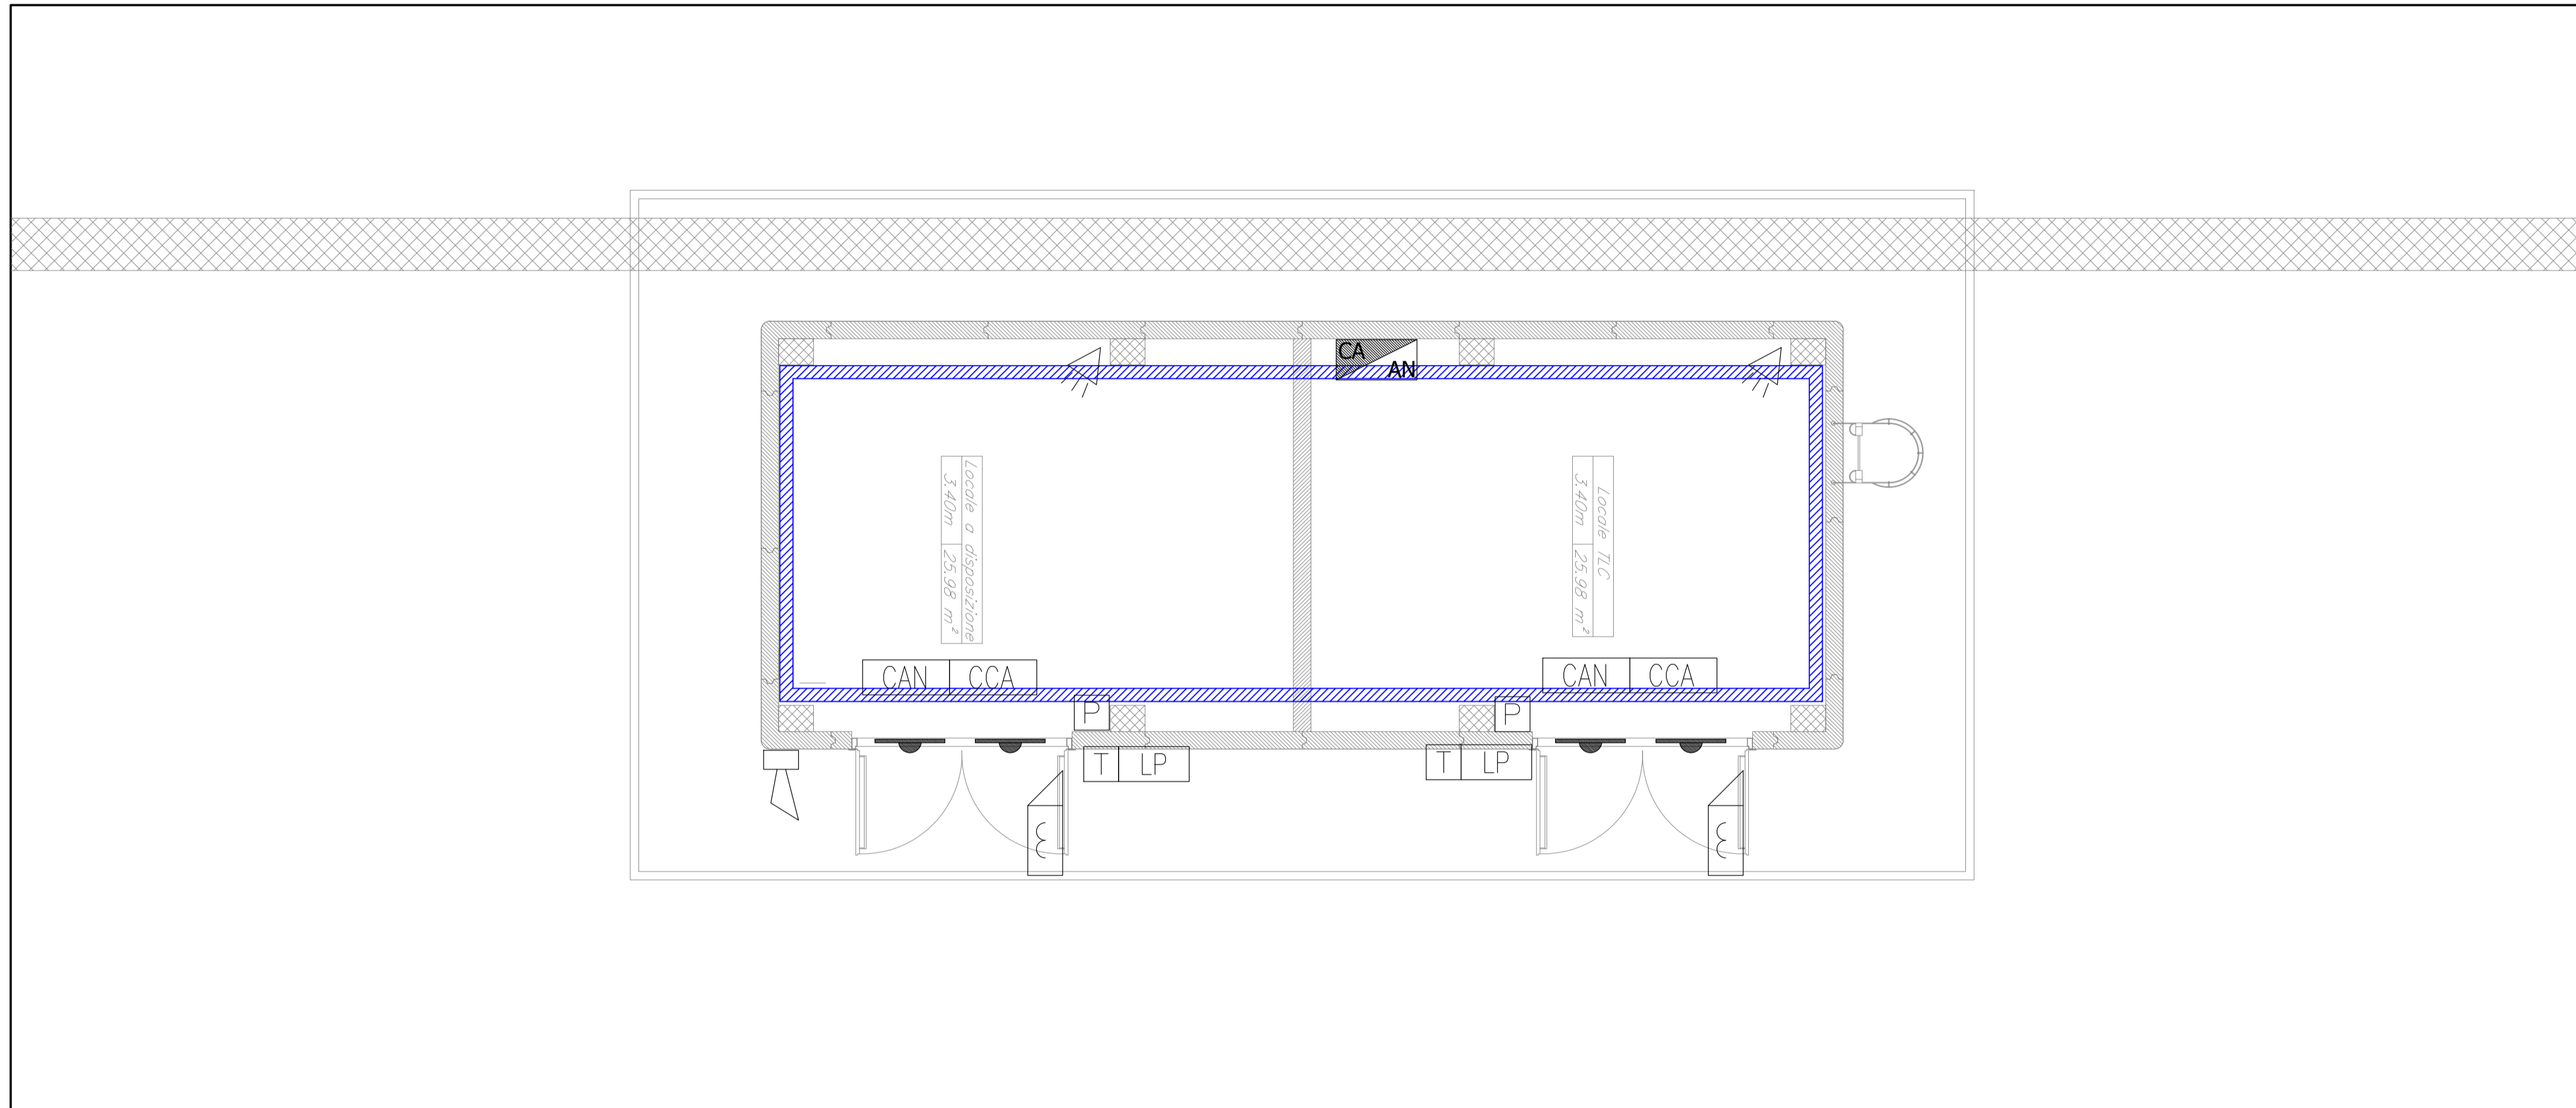 CA
AN
Locale a disposizione
3.40m 25.98 m²
Locale TLC
3.40m 25.98 m²
CAN CCA
CAN CCA
P
P
T LP
T LP